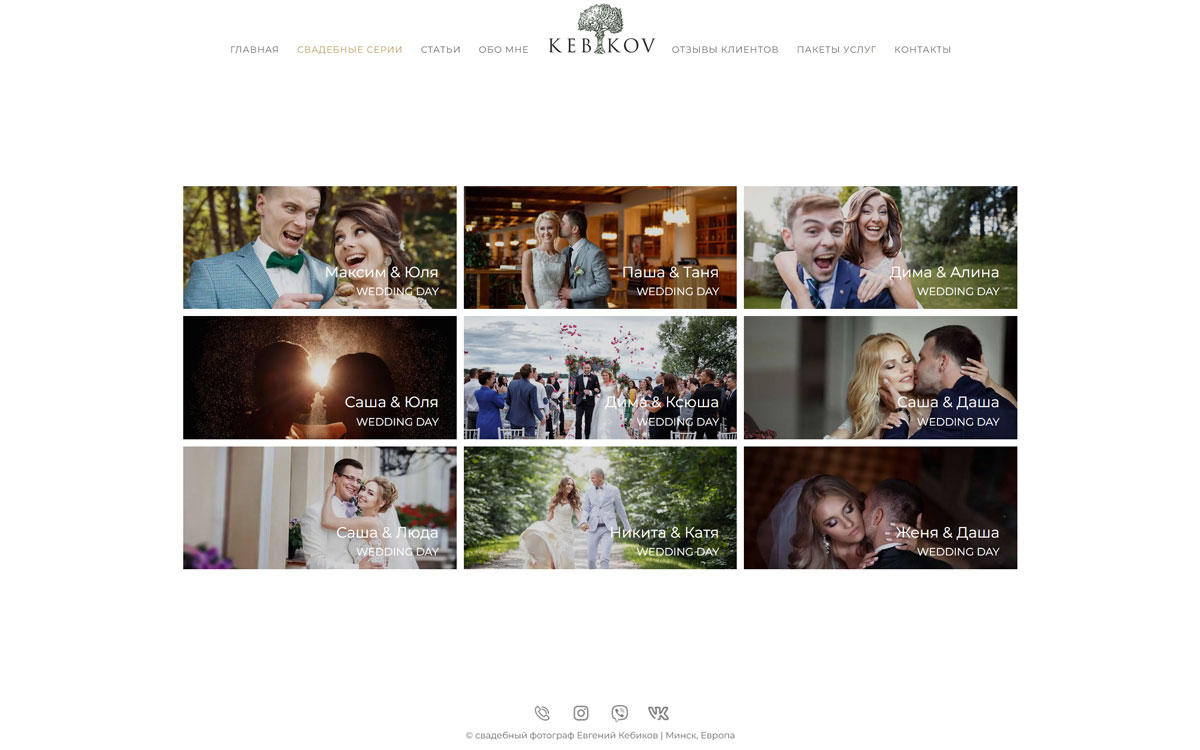 ГЛАВНАЯ СВАДЕБНЫЕ СЕРИИ СТАТЬИ ОБО МНЕ KEBIKOV ОТЗЫВЫ КЛИЕНТОВ ПАКЕТЫ УСЛУГ КОНТАКТЫ
Максим & Юля
WEDDING DAY
Паша & Таня
WEDDING DAY
Дима & Алина
WEDDING DAY
Саша & Юля
WEDDING DAY
Дима & Ксюша
WEDDING DAY
Саша & Даша
WEDDING DAY
Саша & Люда
WEDDING DAY
Никита & Катя
WEDDING DAY
Женя & Даша
WEDDING DAY
© свадебный фотограф Евгений Кебиков | Минск, Европа